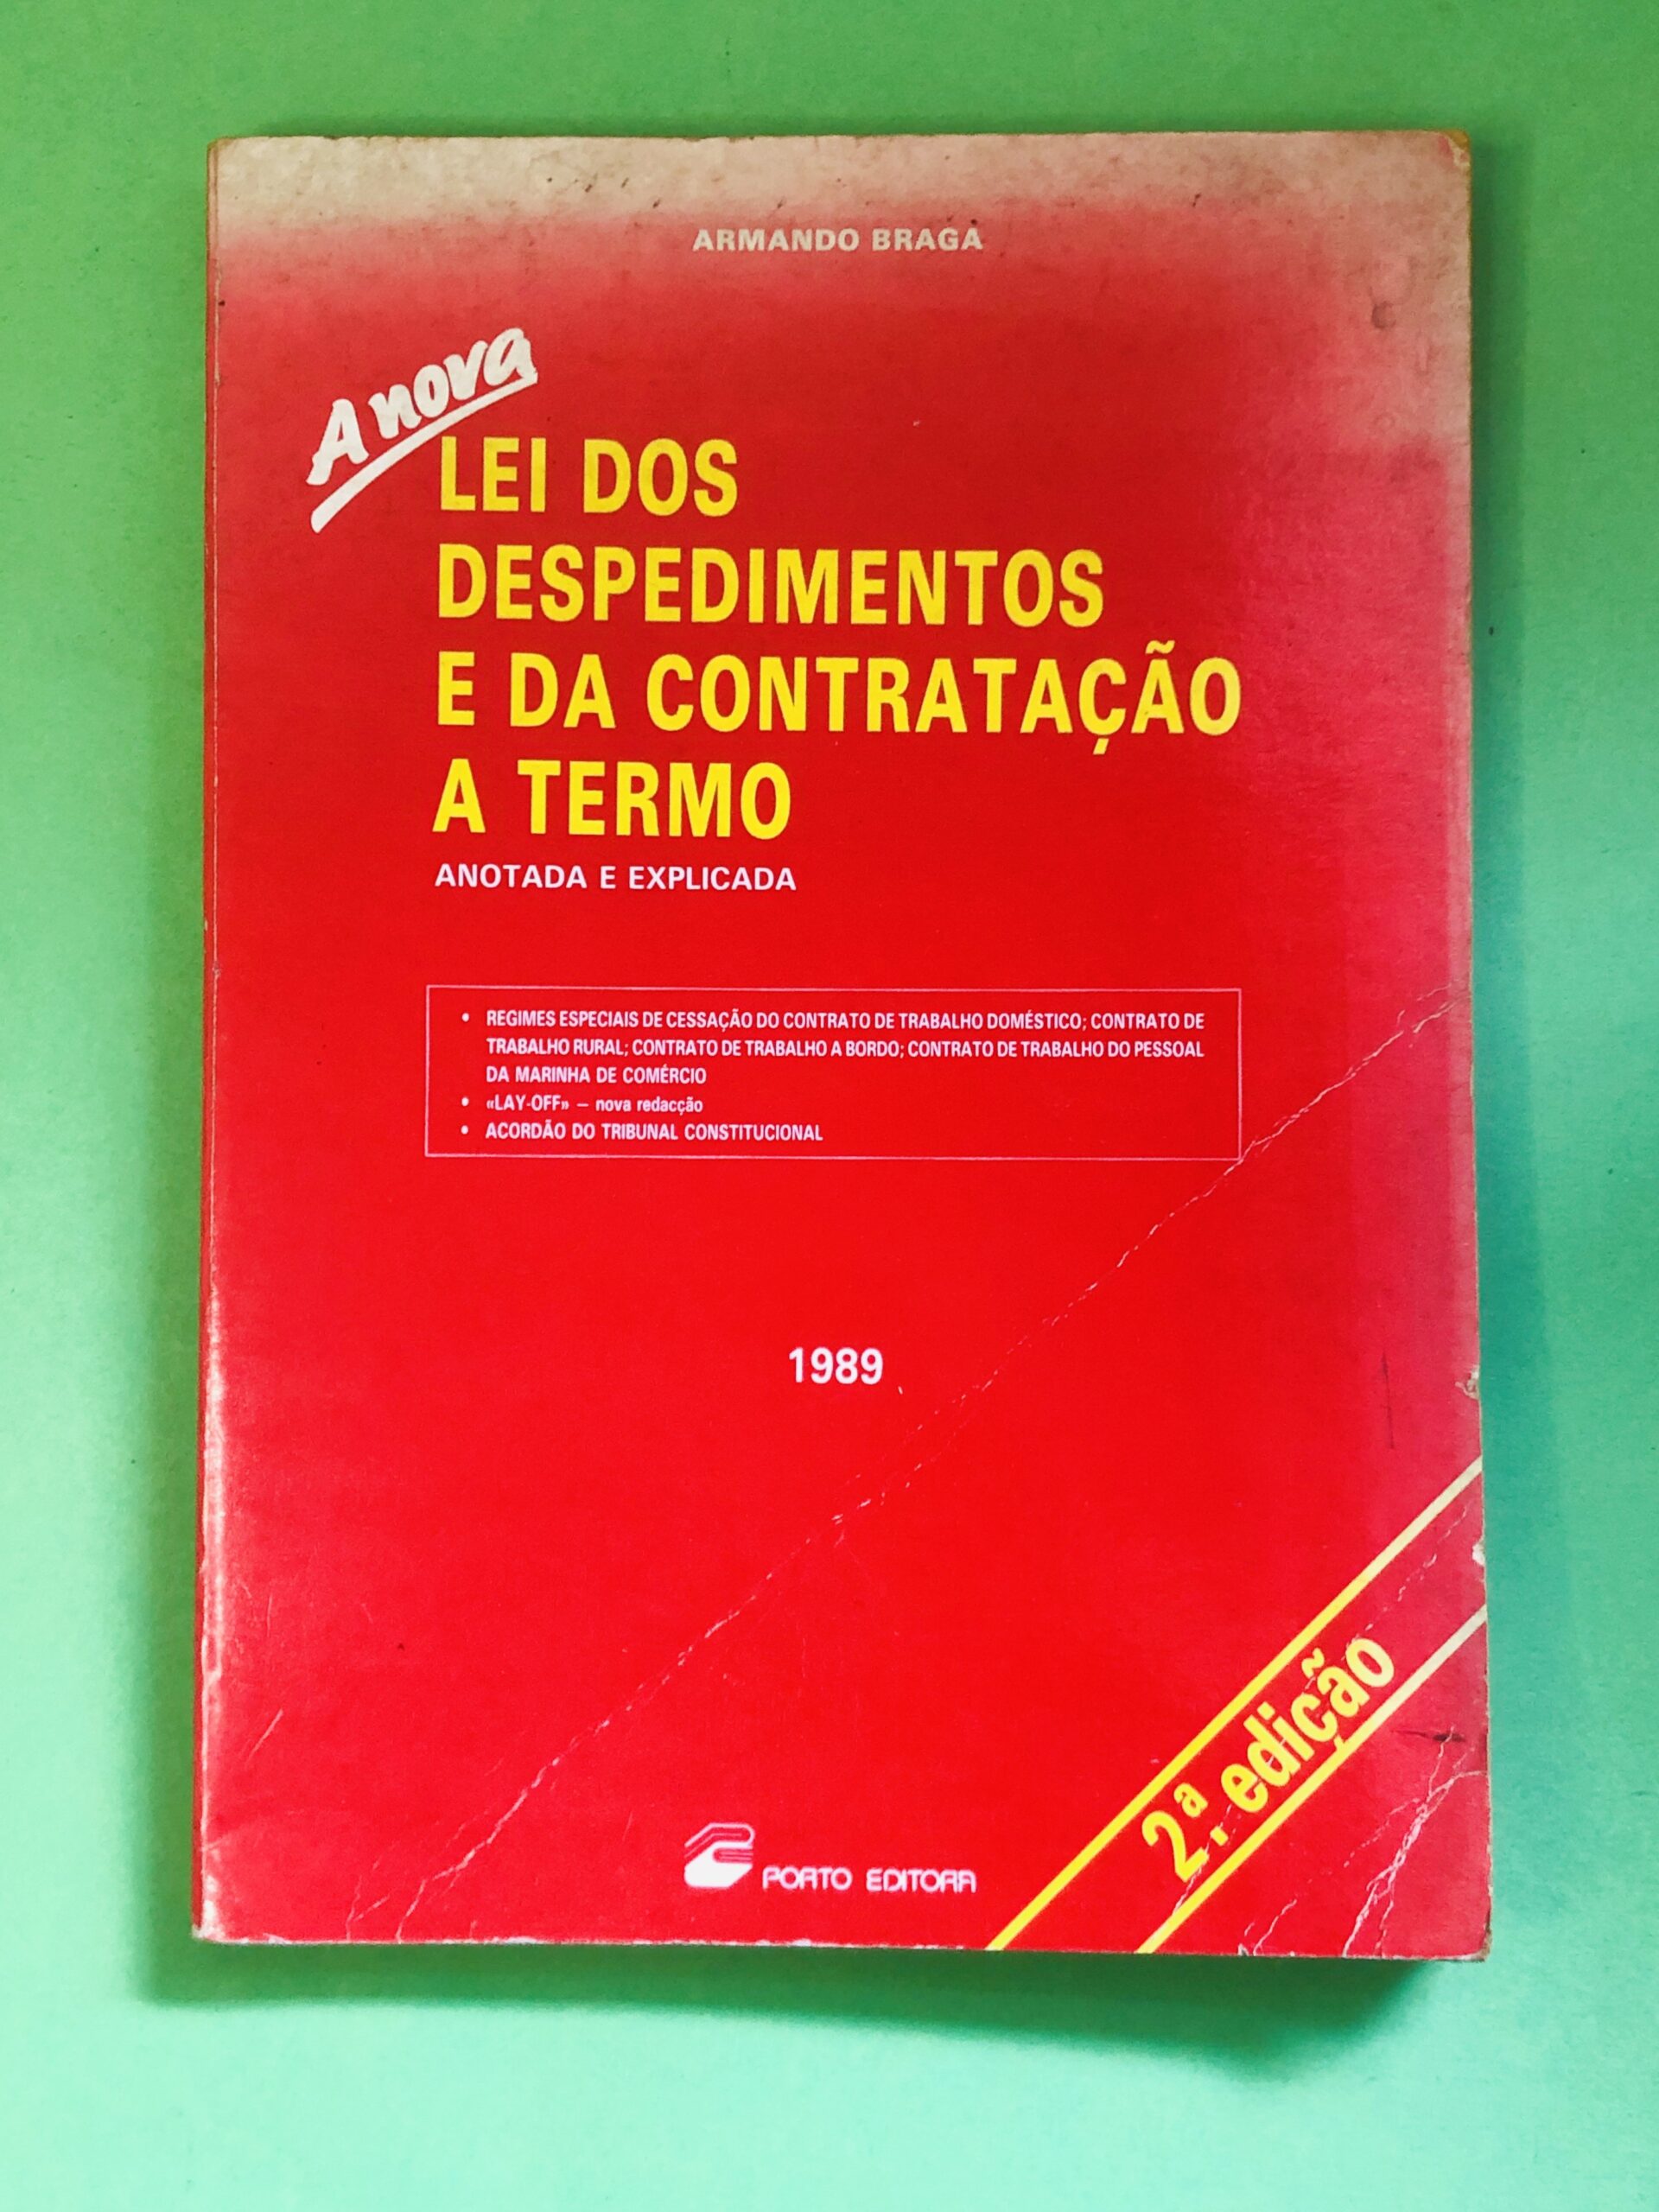 ARMANDO BRAGA
A nova
LEI DOS
DESPEDIMENTOS
E DA CONTRATAÇÃO
A TERMO
ANOTADA E EXPLICADA
• REGIMES ESPECIAIS DE CESSAÇÃO DO CONTRATO DE TRABALHO DOMÉSTICO; CONTRATO DE
TRABALHO RURAL; CONTRATO DE TRABALHO A BORDO; CONTRATO DE TRABALHO DO PESSOAL
DA MARINHA DE COMÉRCIO
• «LAY-OFF» – nova redacção
• ACORDÃO DO TRIBUNAL CONSTITUCIONAL
1989
2.ª edição
PORTO EDITORA